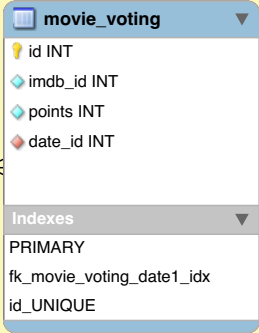 movie_voting
id INT
imdb_id INT
points INT
date_id INT
Indexes
PRIMARY
fk_movie_voting_date1_idx
id_UNIQUE